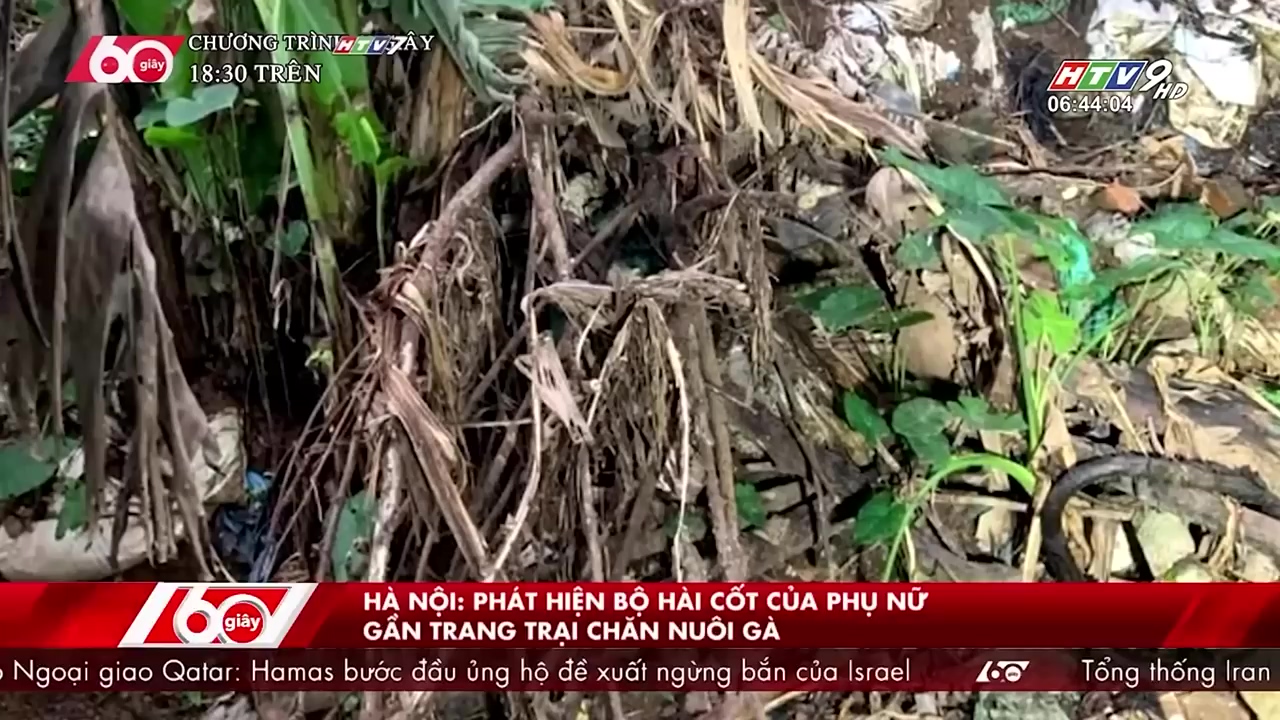 60 giây
CHƯƠNG TRÌNH
HTV7
18:30 TRÊN
HTV9 HD
06:44:04
60 giây
HÀ NỘI: PHÁT HIỆN BỘ HÀI CỐT CỦA PHỤ NỮ
GẦN TRANG TRẠI CHĂN NUÔI GÀ
Ngoại giao Qatar: Hamas bước đầu ủng hộ đề xuất ngừng bắn của Israel
60
Tổng thống Iran